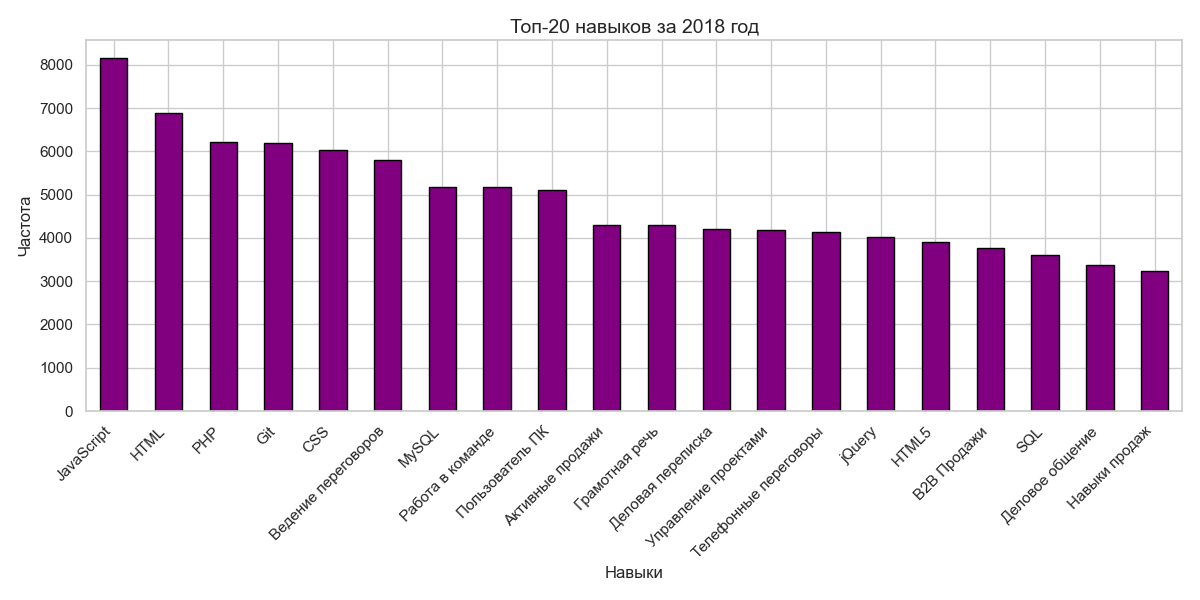 Топ-20 навыков за 2018 год
Частота
8000
7000
6000
5000
4000
3000
2000
1000
0
JavaScript
HTML
PHP
Git
CSS
Ведение переговоров
MySQL
Работа в команде
Пользователь ПК
Активные продажи
Грамотная речь
Деловая переписка
Управление проектами
Телефонные переговоры
jQuery
HTML5
B2B Продажи
SQL
Деловое общение
Навыки продаж
Навыки